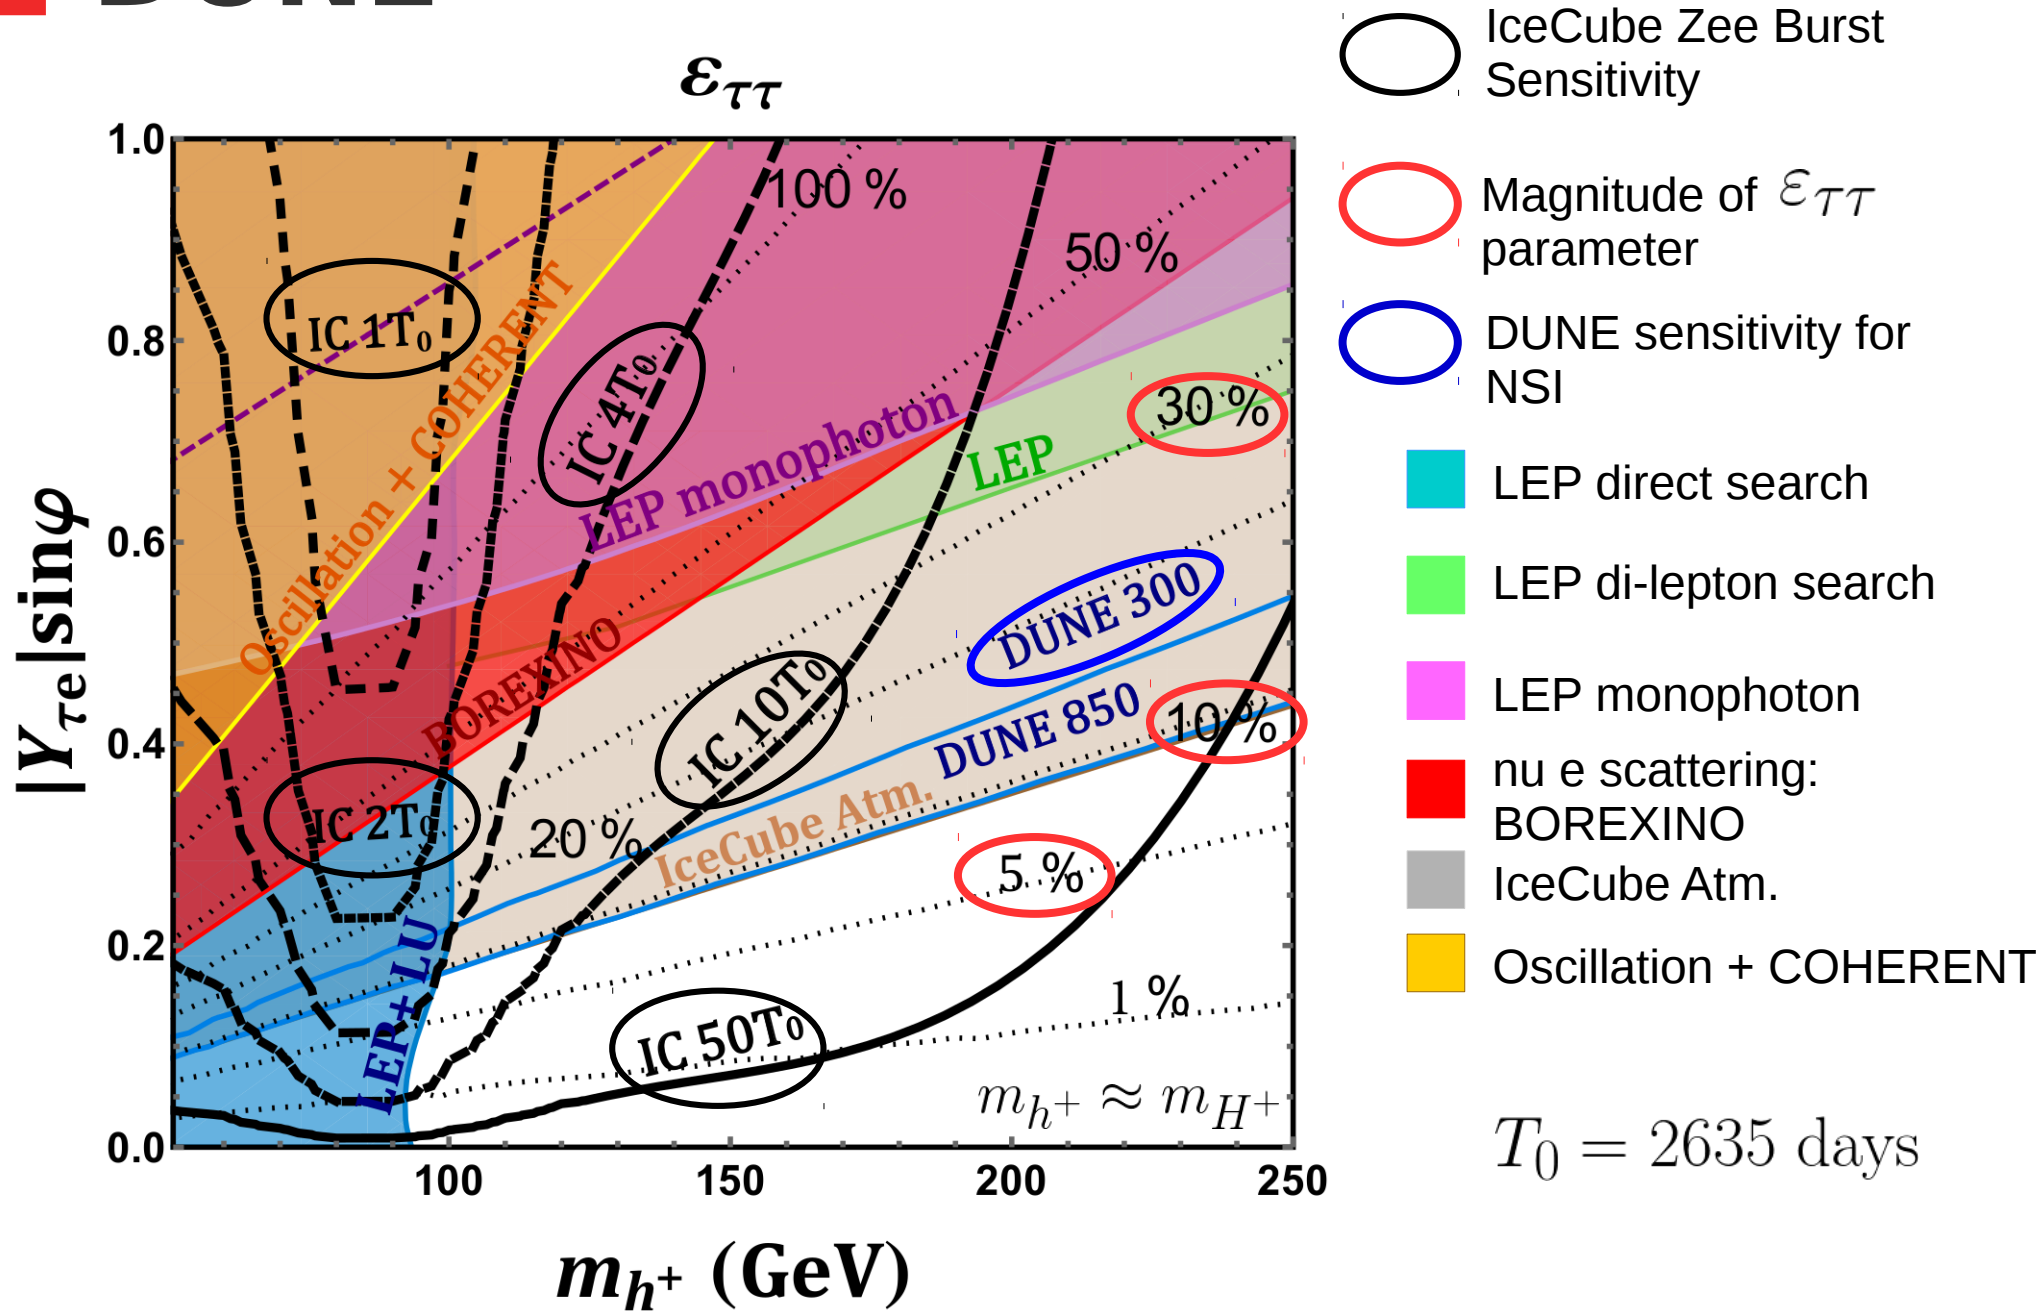 DUNE
ε_ττ
IceCube Zee Burst
Sensitivity
Magnitude of ε_ττ
parameter
DUNE sensitivity for
NSI
LEP direct search
LEP di-lepton search
LEP monophoton
nu e scattering:
BOREXINO
IceCube Atm.
Oscillation + COHERENT
T₀ = 2635 days
|Y_τe|sinφ
1.0
0.8
0.6
0.4
0.2
0.0
100
150
200
250
m_h⁺ (GeV)
100 %
50 %
30 %
20 %
10 %
5 %
1 %
IC 1T₀
IC 4T₀
IC 2T₀
IC 10T₀
IC 50T₀
Oscillation + COHERENT
LEP monophoton
LEP
BOREXINO
DUNE 300
DUNE 850
IceCube Atm.
LEP+LU
m_h⁺ ≈ m_H⁺